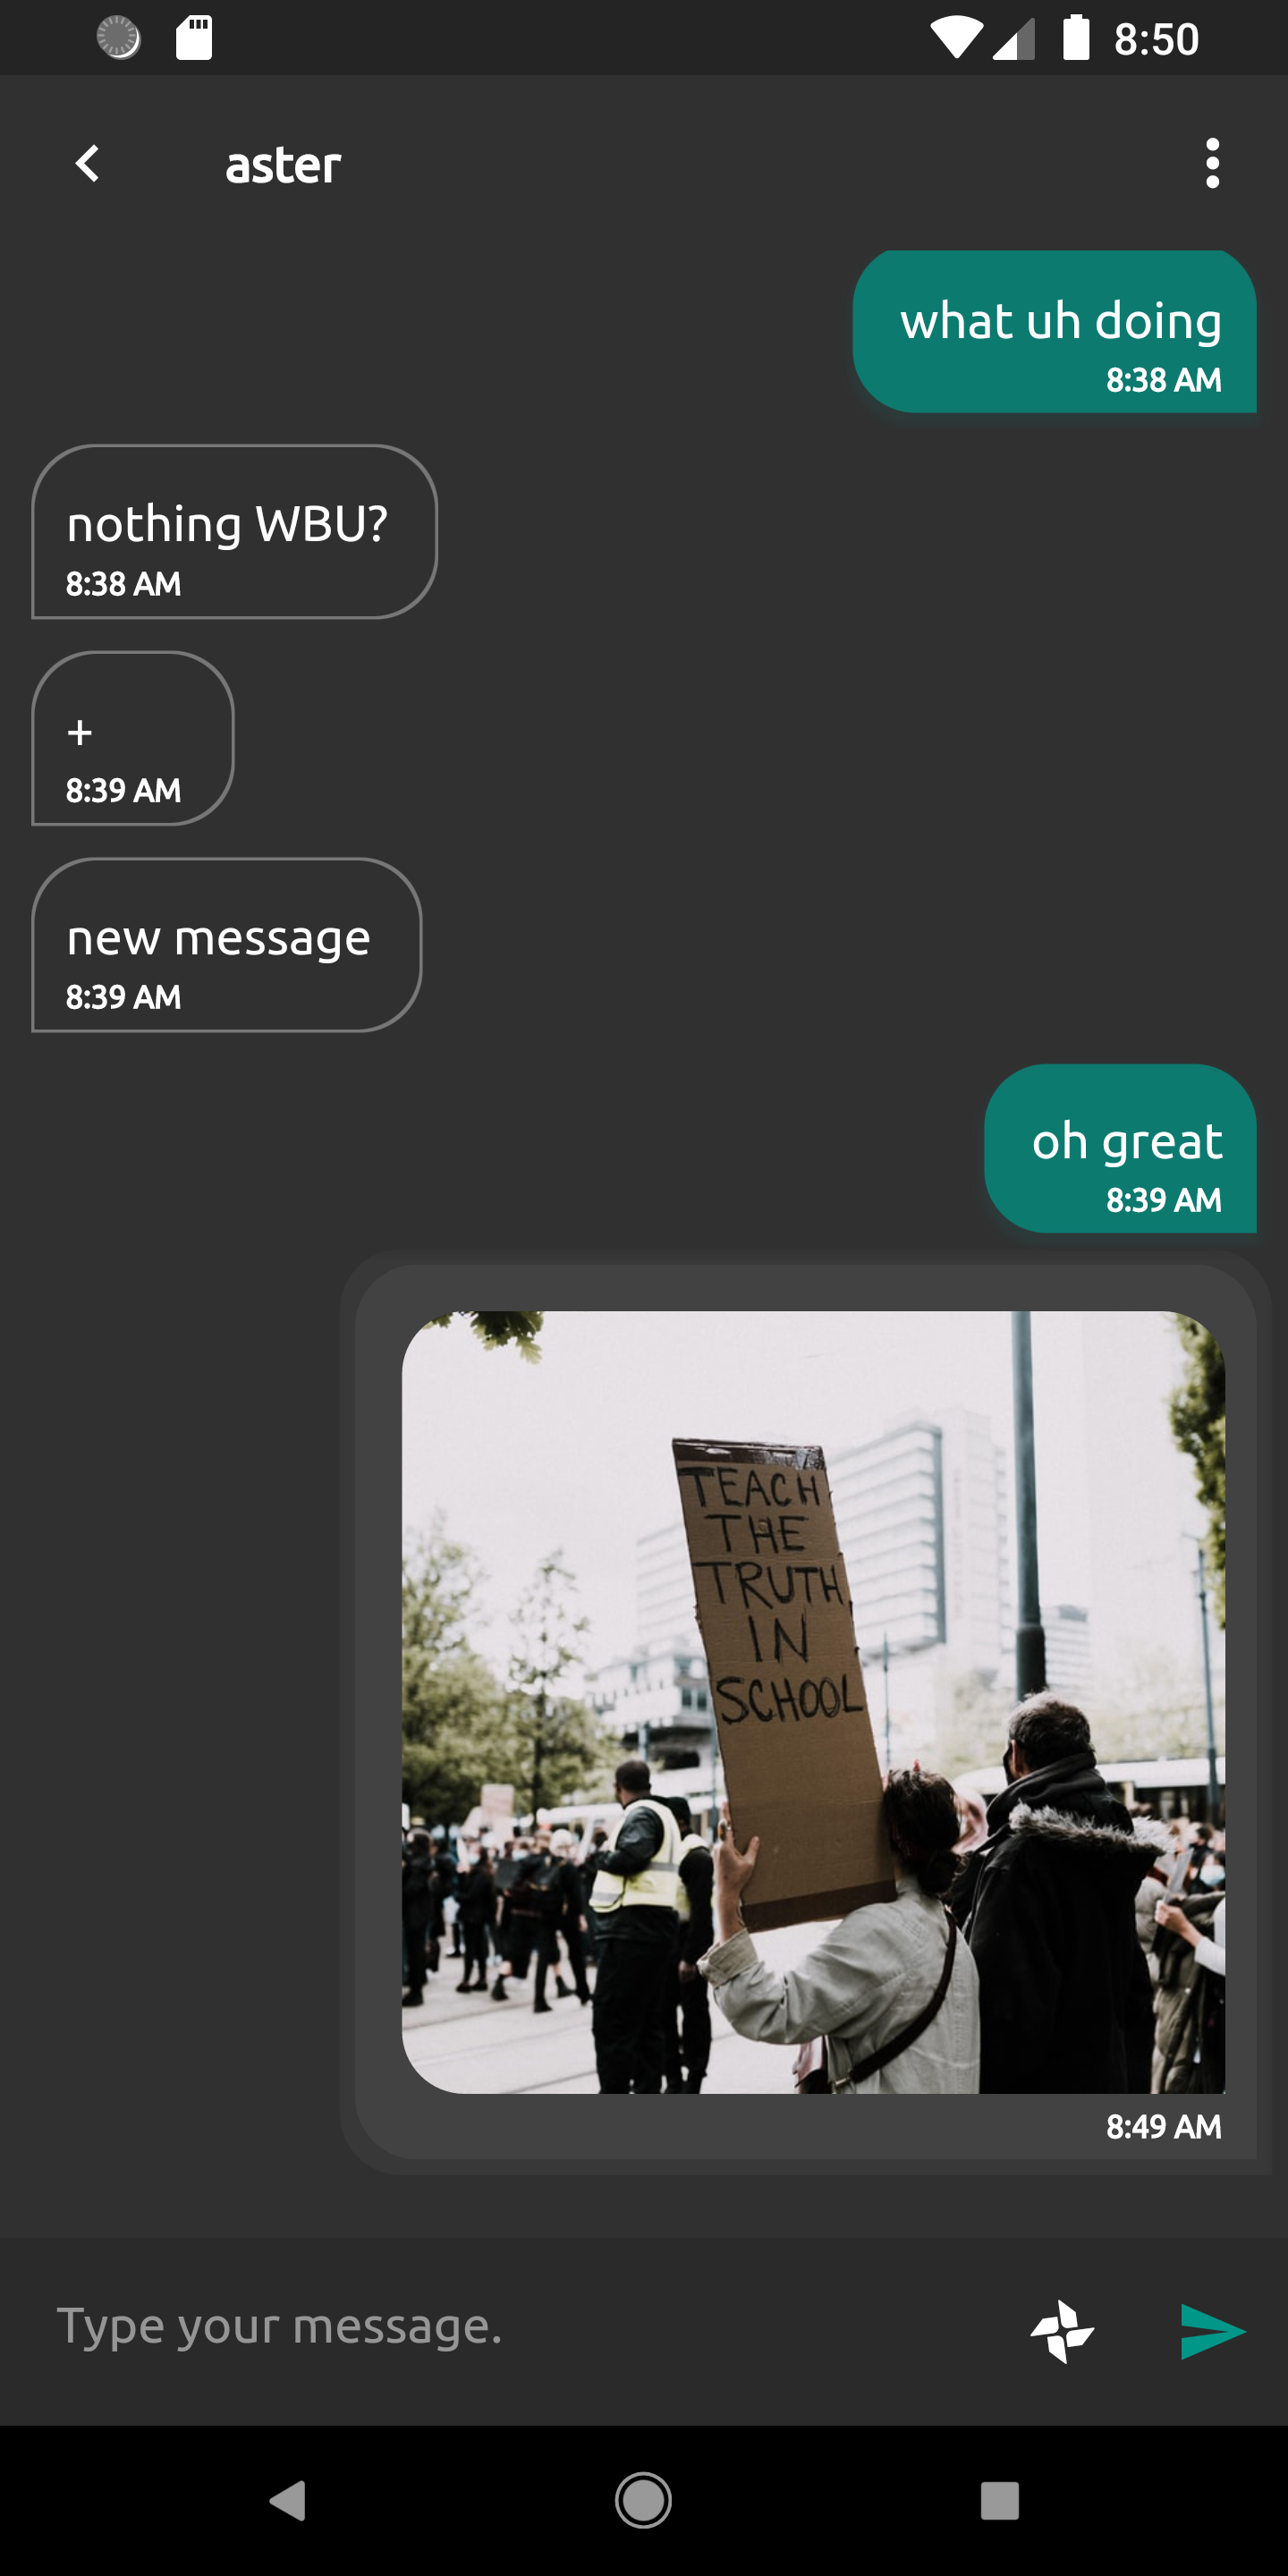 8:50
aster
what uh doing
8:38 AM
nothing WBU?
8:38 AM
+
8:39 AM
new message
8:39 AM
oh great
8:39 AM
TEACH
THE
TRUTH
IN
SCHOOL
8:49 AM
Type your message.